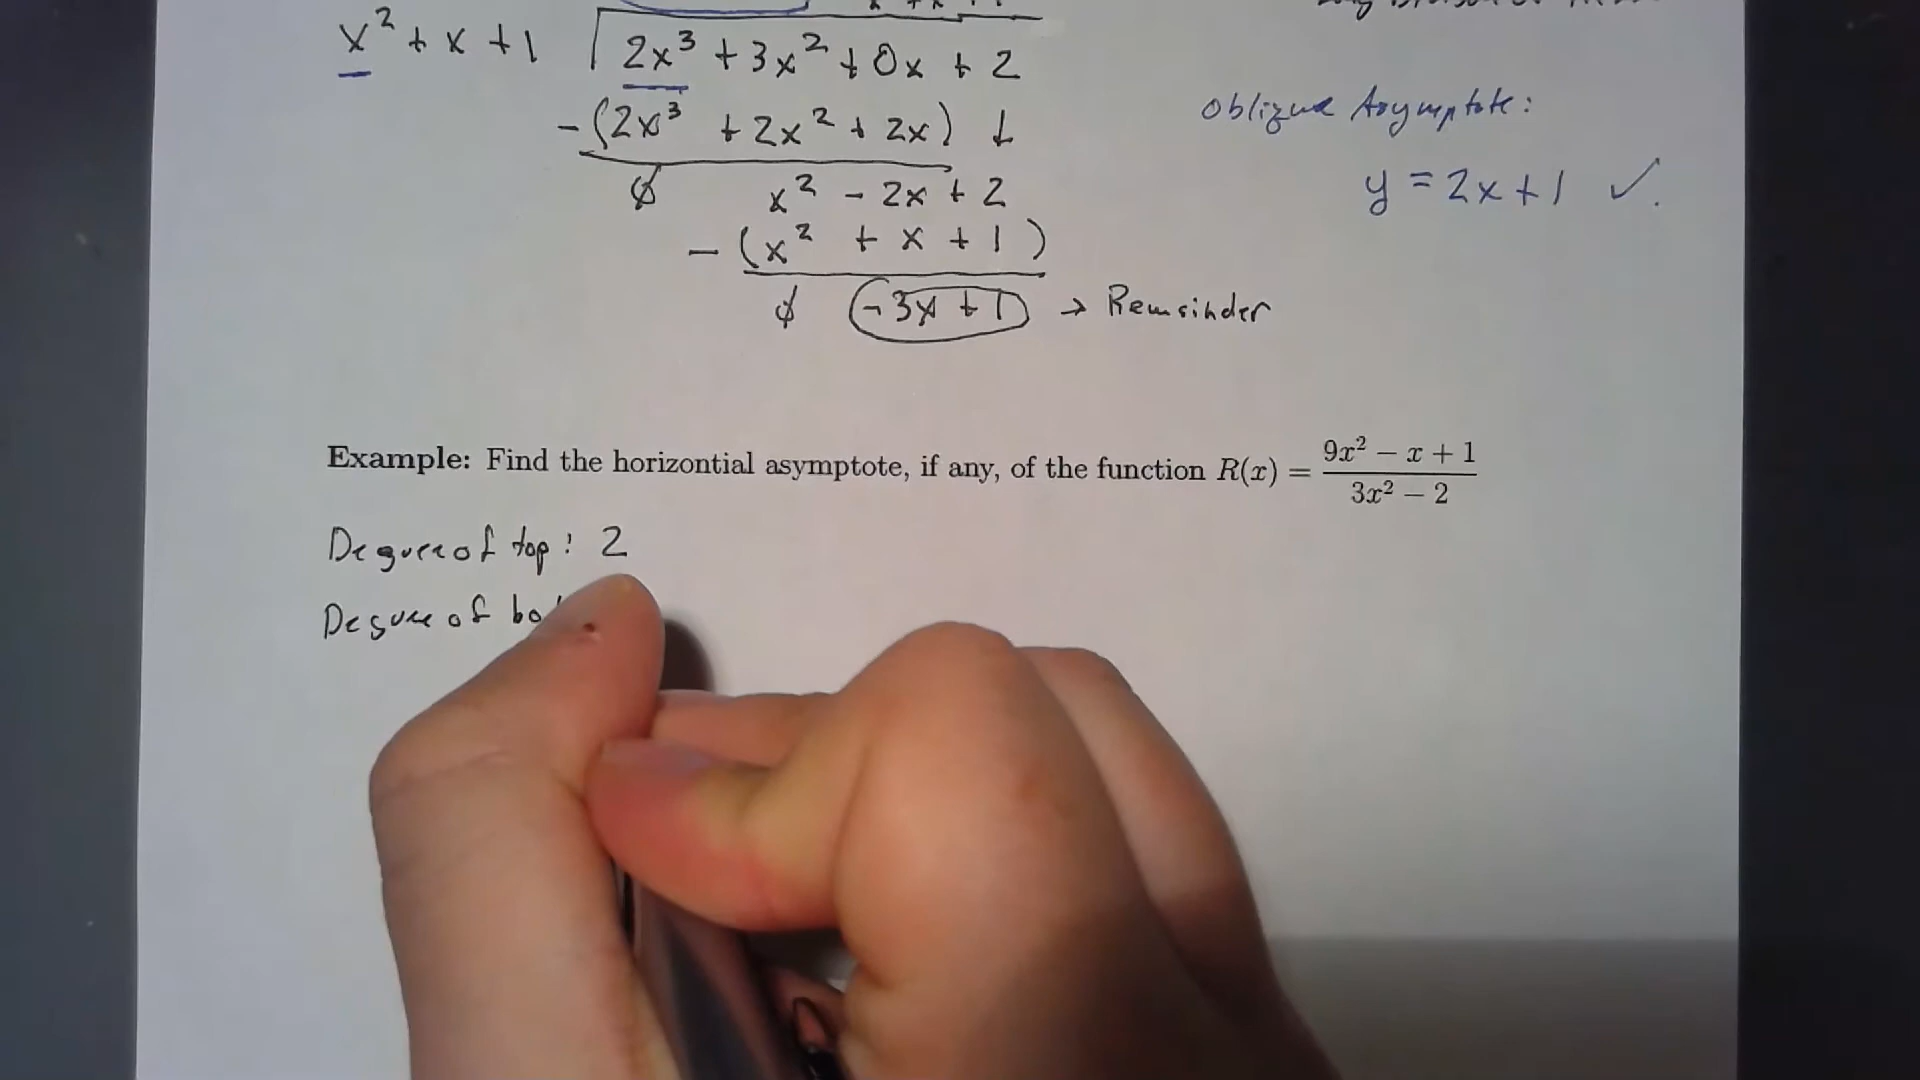 x² + x + 1 2x³ + 3x² + 0x + 2
-(2x³ + 2x² + 2x) ↓
0 x² - 2x + 2
-(x² + x + 1)
0 -3x + 1 → Remainder
Oblique Asymptote:
y = 2x + 1 ✓.
Example: Find the horizontial asymptote, if any, of the function R(x) = (9x² − x + 1)/(3x² − 2)
Degree of top: 2
Degree of bo